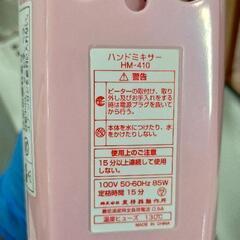 ハンドミキサー
HM-410
警告
ビーターの取付け、取り
外し及びお手入れをする
時は電源プラグを抜いてか
ら行う。
本体を水につけたり、水
をかけたりしない。
使用上のご注意
15分以上連続して使用
しない。
100V 50-60Hz 85W
定格時間 15分
株式会社
MADE IN CHINA